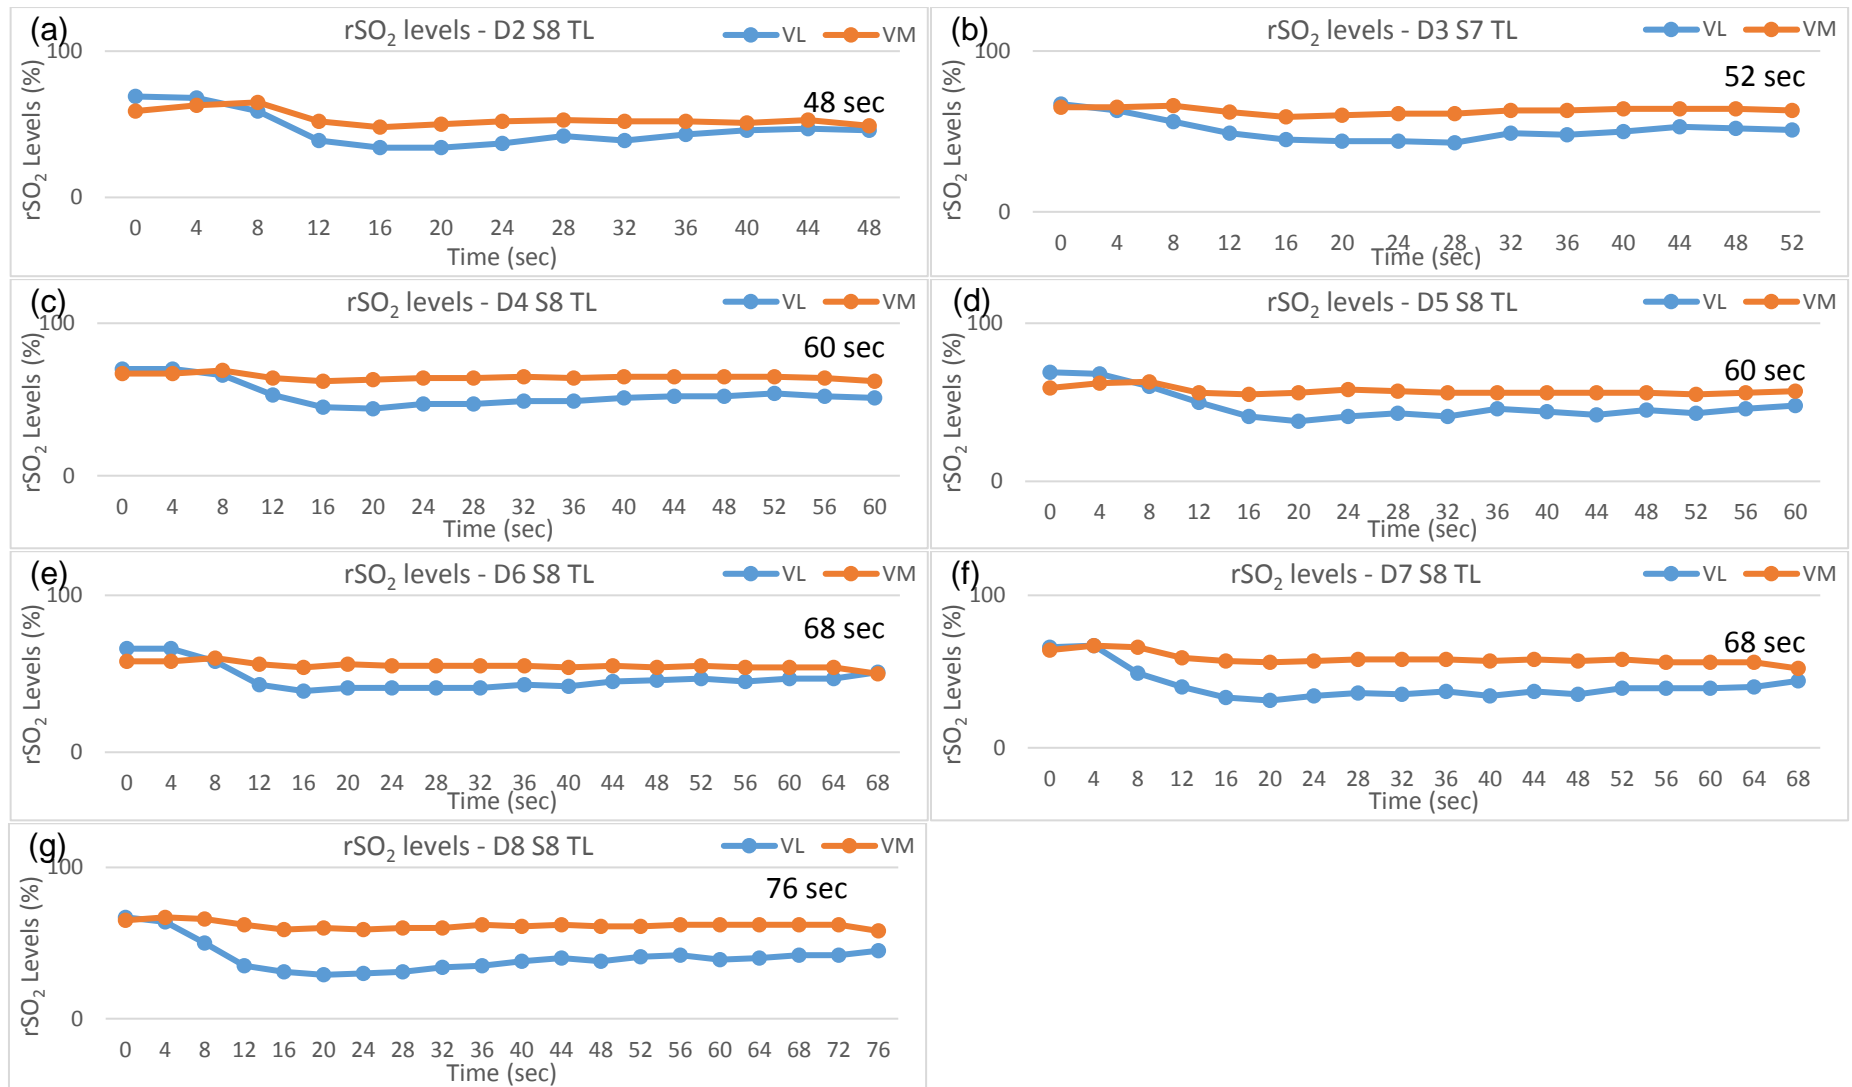 (a)
rSO2 levels - D2 S8 TL
VL VM
100
48 sec
0
rSO2 Levels (%)
0 4 8 12 16 20 24 28 32 36 40 44 48
Time (sec)
(b)
rSO2 levels - D3 S7 TL
VL VM
100
52 sec
0
rSO2 Levels (%)
0 4 8 12 16 20 24 28 32 36 40 44 48 52
Time (sec)
(c)
rSO2 levels - D4 S8 TL
VL VM
100
60 sec
0
rSO2 Levels (%)
0 4 8 12 16 20 24 28 32 36 40 44 48 52 56 60
Time (sec)
(d)
rSO2 levels - D5 S8 TL
VL VM
100
60 sec
0
rSO2 Levels (%)
0 4 8 12 16 20 24 28 32 36 40 44 48 52 56 60
Time (sec)
(e)
rSO2 levels - D6 S8 TL
VL VM
100
68 sec
0
rSO2 Levels (%)
0 4 8 12 16 20 24 28 32 36 40 44 48 52 56 60 64 68
Time (sec)
(f)
rSO2 levels - D7 S8 TL
VL VM
100
68 sec
0
rSO2 Levels (%)
0 4 8 12 16 20 24 28 32 36 40 44 48 52 56 60 64 68
Time (sec)
(g)
rSO2 levels - D8 S8 TL
VL VM
100
76 sec
0
rSO2 Levels (%)
0 4 8 12 16 20 24 28 32 36 40 44 48 52 56 60 64 68 72 76
Time (sec)